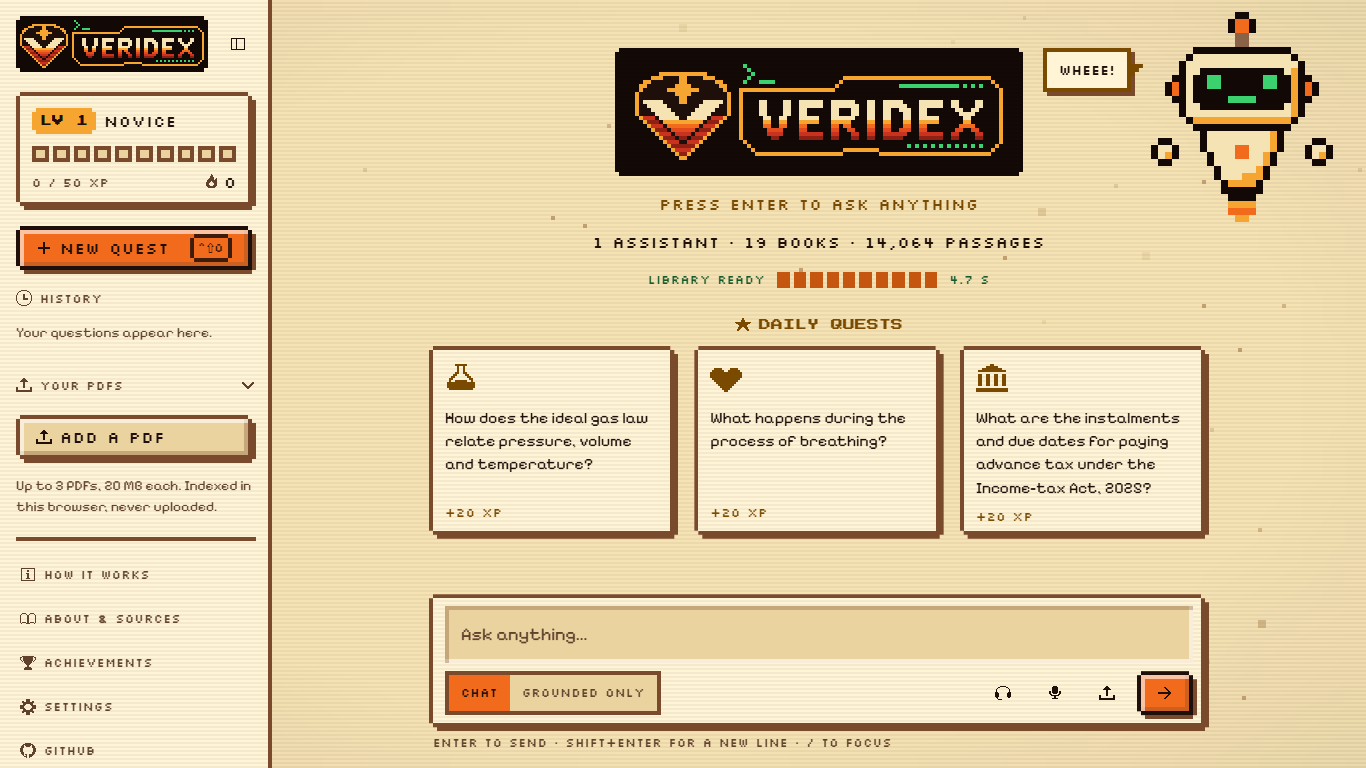 VERIDEX
LV 1 NOVICE
0 / 50 XP 0
+ NEW QUEST ^⇧O
HISTORY
Your questions appear here.
YOUR PDFS
ADD A PDF
Up to 3 PDFs, 20 MB each. Indexed in
this browser, never uploaded.
HOW IT WORKS
ABOUT & SOURCES
ACHIEVEMENTS
SETTINGS
GITHUB
VERIDEX
WHEEE!
PRESS ENTER TO ASK ANYTHING
1 ASSISTANT · 19 BOOKS · 14,064 PASSAGES
LIBRARY READY 4.7 S
★ DAILY QUESTS
How does the ideal gas law
relate pressure, volume
and temperature?
+20 XP
What happens during the
process of breathing?
+20 XP
What are the instalments
and due dates for paying
advance tax under the
Income-tax Act, 2025?
+20 XP
Ask anything...
CHAT GROUNDED ONLY
ENTER TO SEND · SHIFT+ENTER FOR A NEW LINE · / TO FOCUS